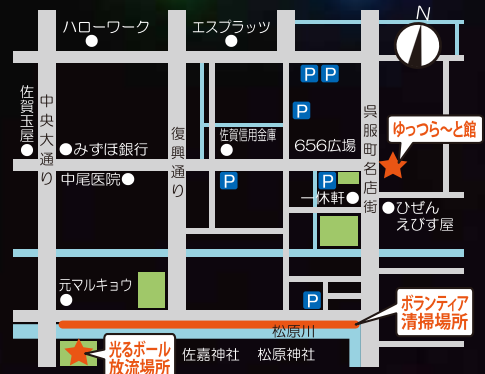 N
ハローワーク
エスプラッツ
P P
P
佐賀玉屋
中央大通り
みずほ銀行
中尾医院
復興通り
佐賀信用金庫
656広場
呉服町名店街
ゆっつら〜と館
P
P
一休軒
ひぜん
えびす屋
元マルキョウ
P
ボランティア
清掃場所
松原川
光るボール
放流場所
佐嘉神社
松原神社